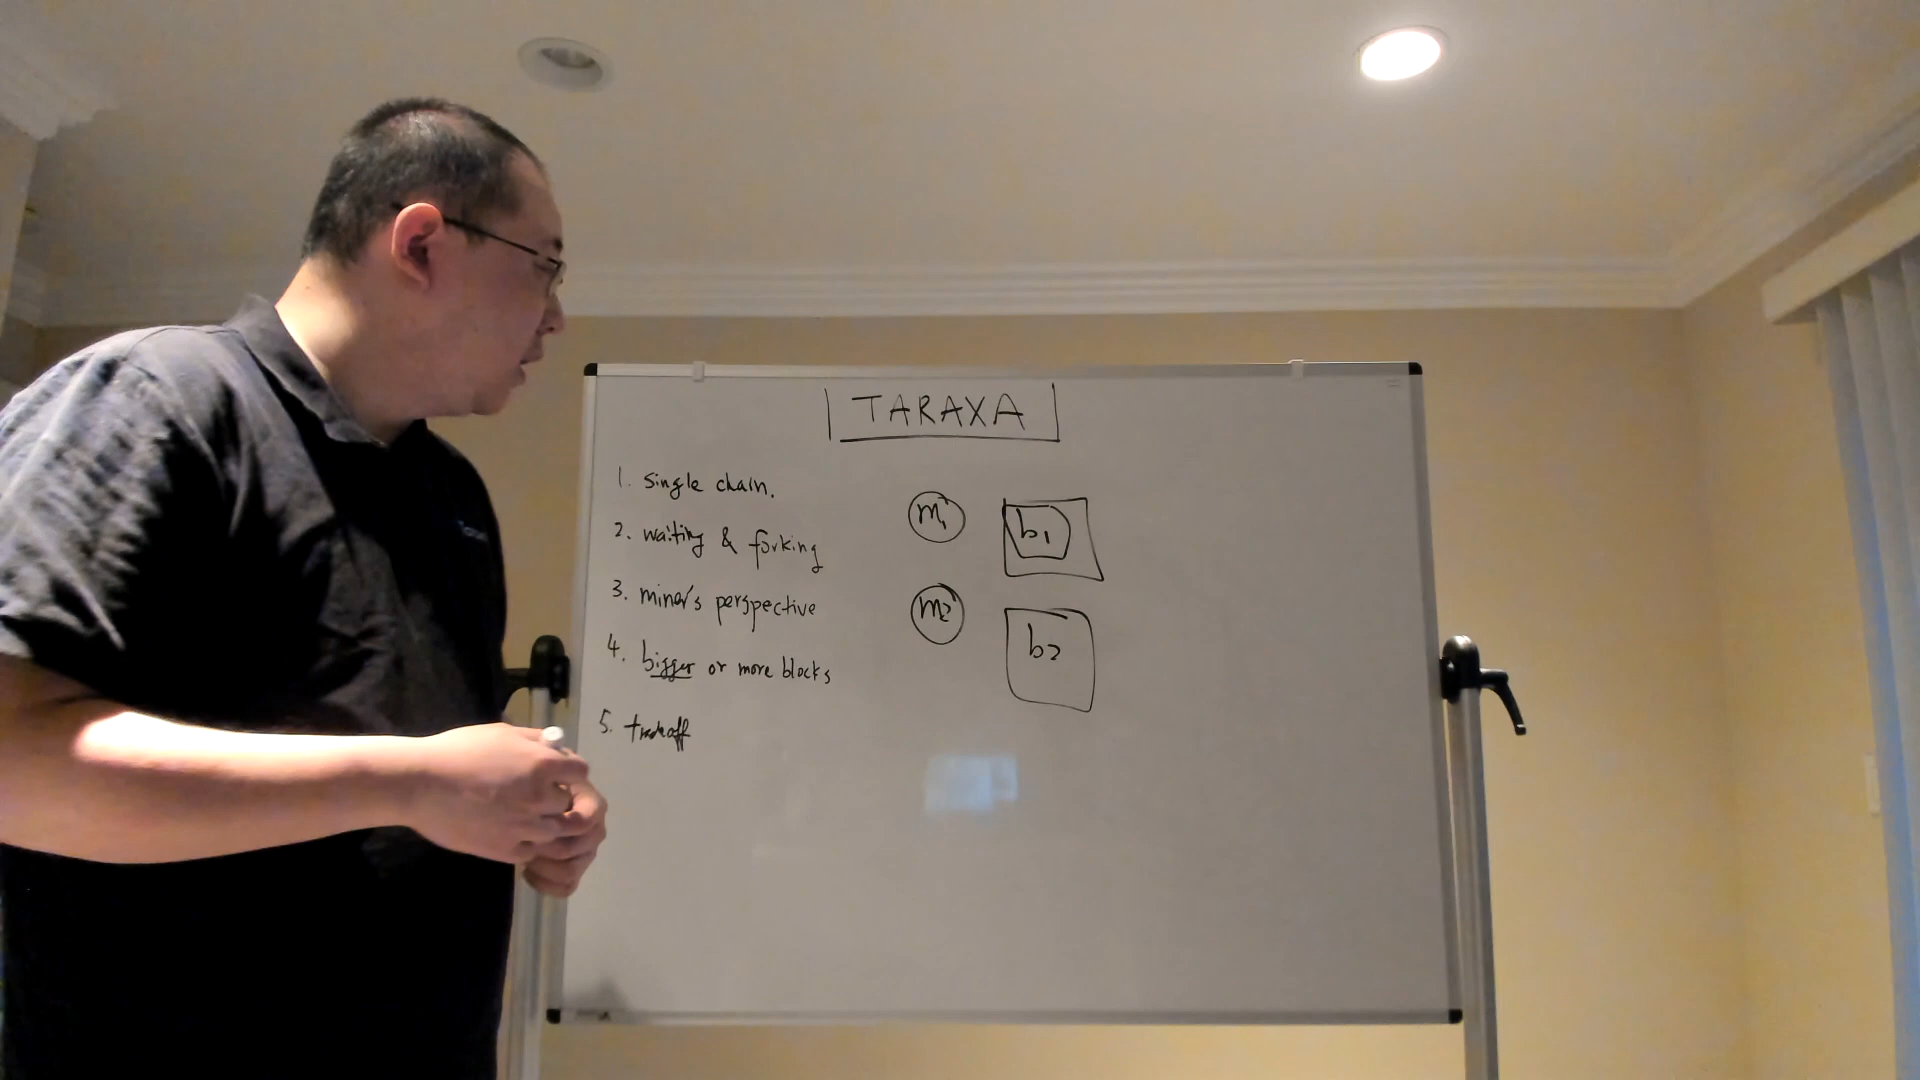 TARAXA
1. single chain.
2. waiting & forking
3. miner's perspective
4. bigger or more blocks
5. tradeoff
m1
b1
m2
b2